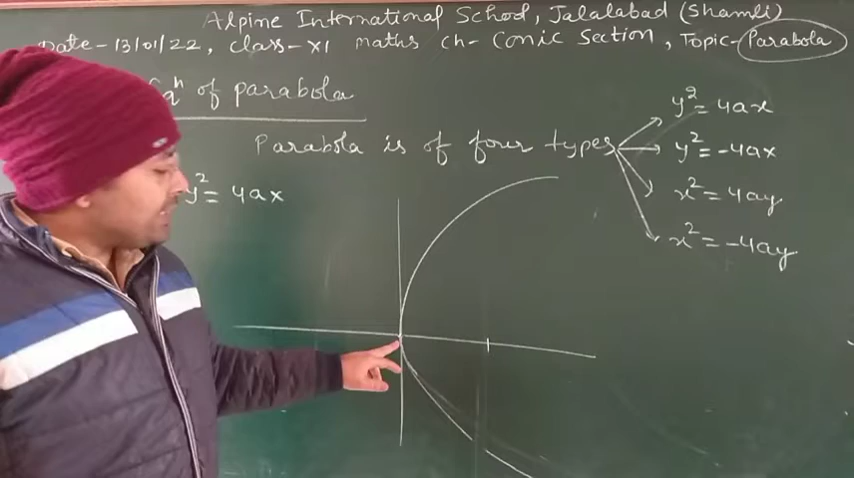 Alpine International School, Jalalabad (Shamli)
Date-13/01/22, Class-XI maths ch- Conic Section, Topic-Parabola
Eqⁿ of parabola
Parabola is of four types
y² = 4ax
y² = -4ax
x² = 4ay
x² = -4ay
y² = 4ax